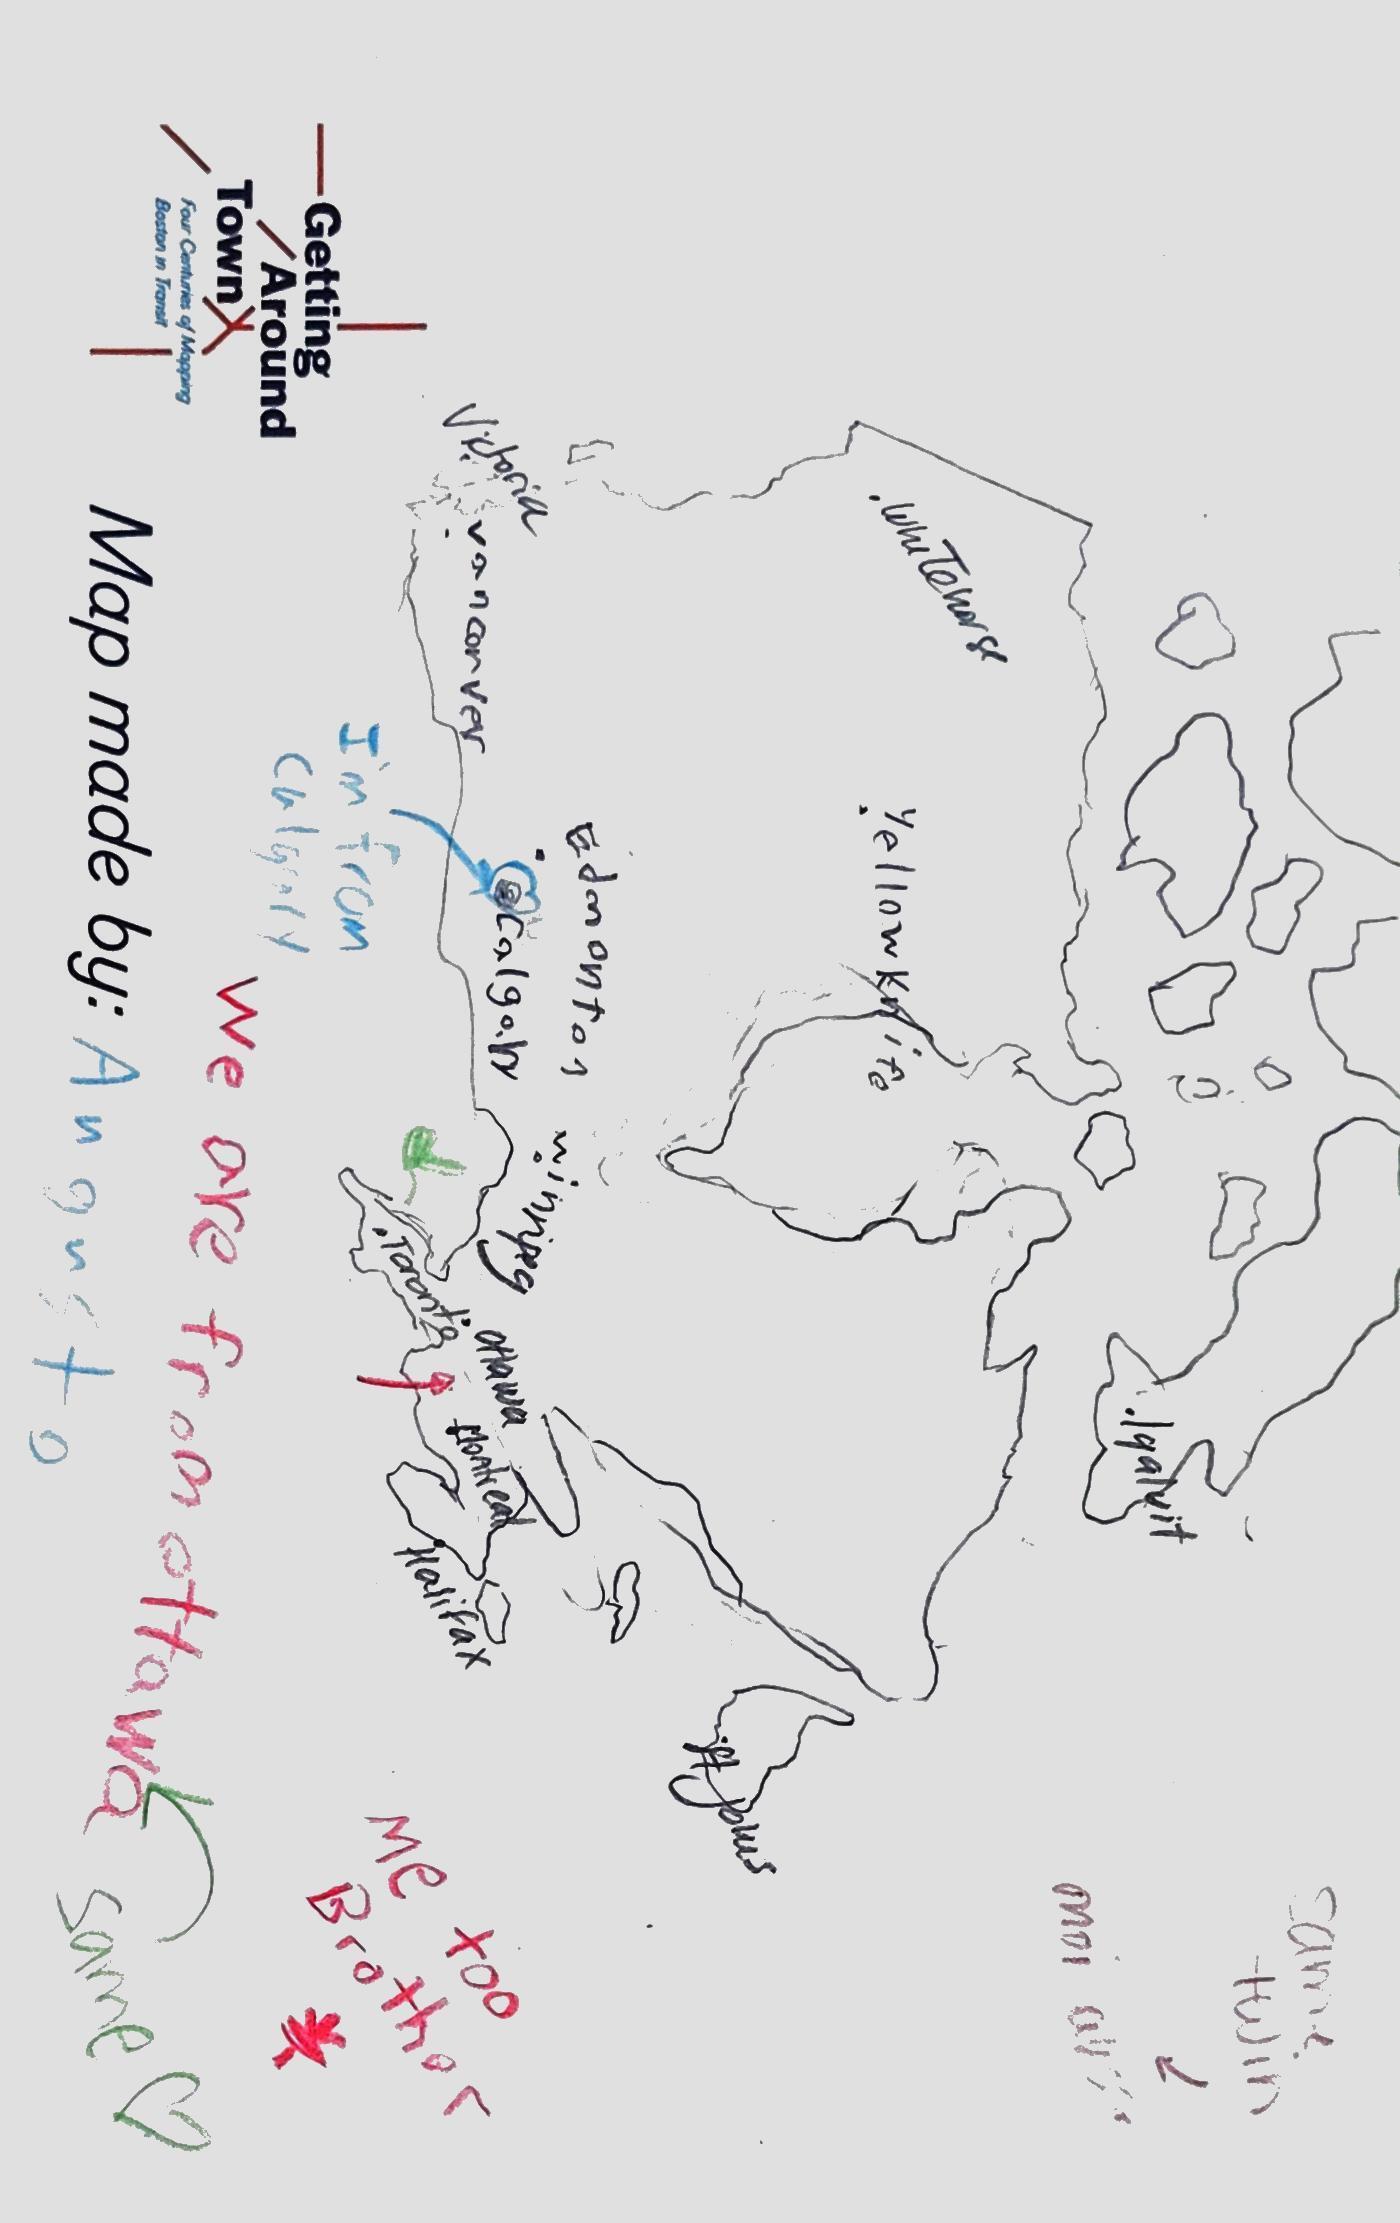 same
twin
moi aussi
.Iqaluit
.whiTehorse
Yellowknife
St Johns
Edmonton
winnipeg
Calgary
Victoria
vanconver
.ottawa
Montreal
Halifax
.Toronto
I'm from
Calgary
Me too
Brother
We are from ottawa
same
Getting
Around
Town
Four Centuries of Mapping
Boston in Transit
Map made by: Augusto